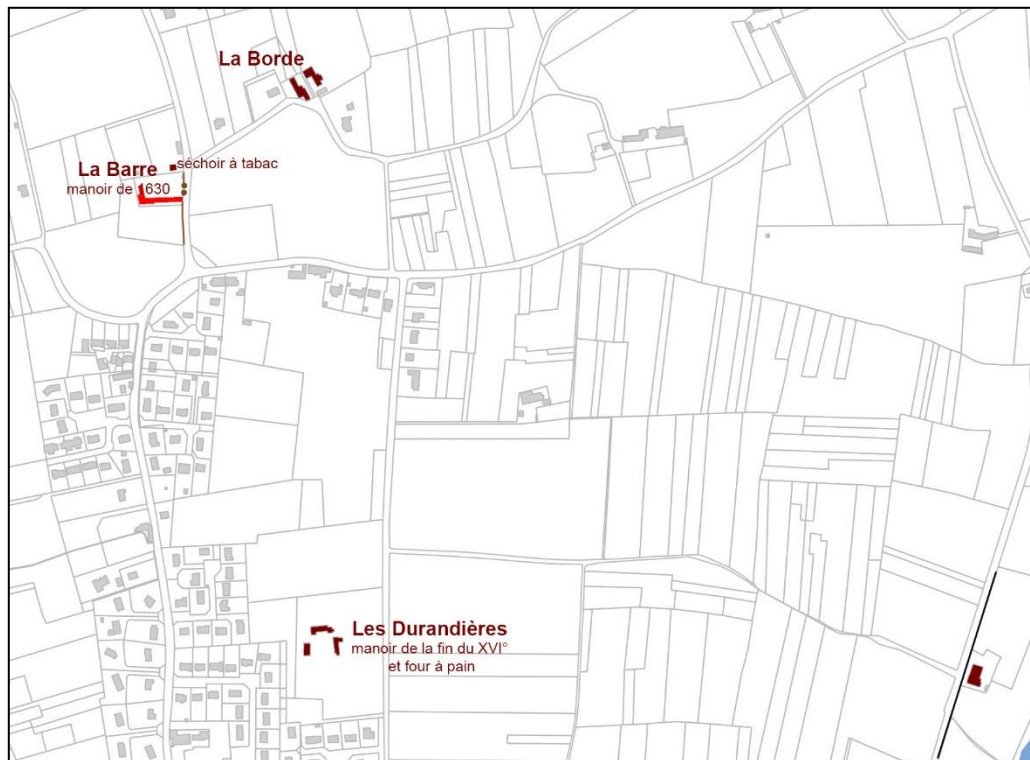 La Borde
séchoir à tabac
La Barre
manoir de 1630
Les Durandières
manoir de la fin du XVI°
et four à pain